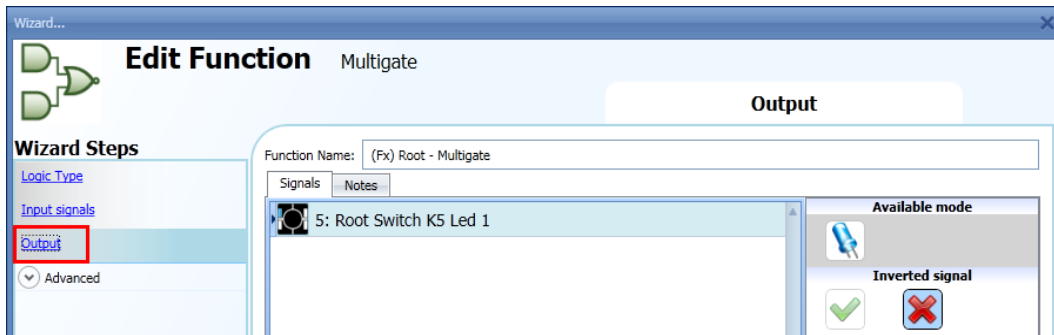 Wizard...
Edit Function Multigate
Output
Wizard Steps
Logic Type
Input signals
Output
Advanced
Function Name: (Fx) Root - Multigate
Signals Notes
5: Root Switch K5 Led 1
Available mode
Inverted signal